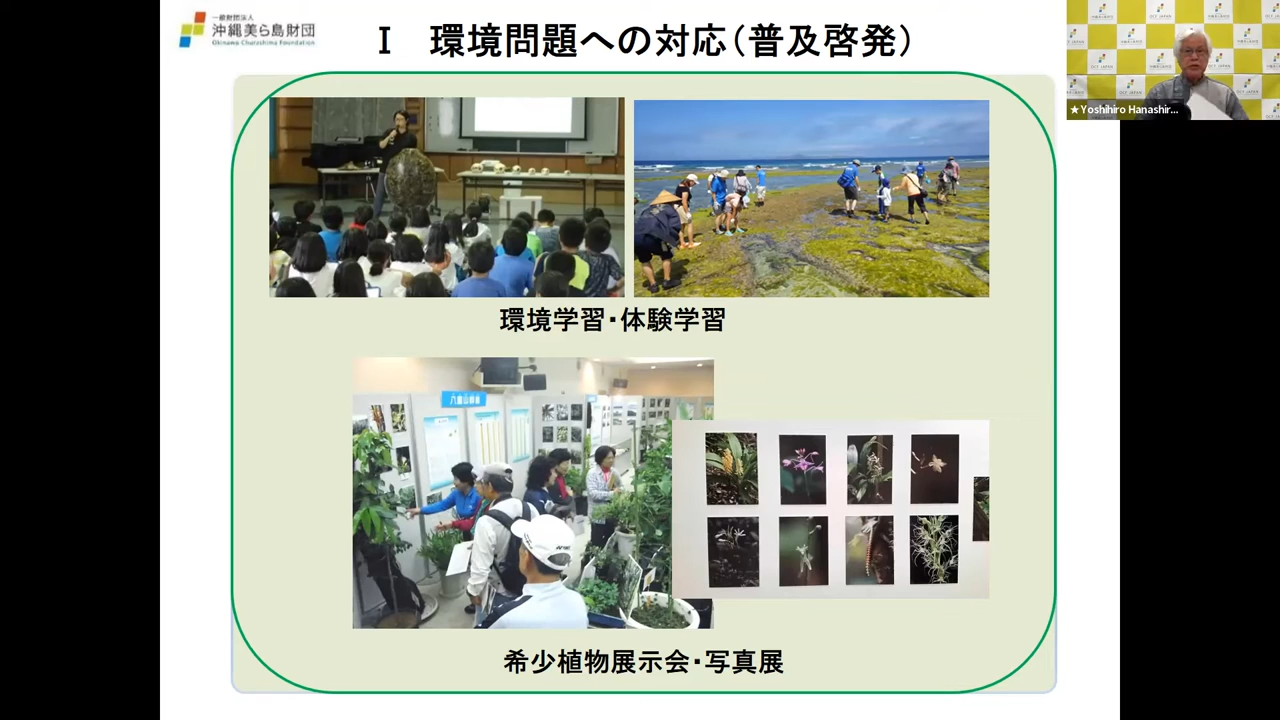 一般財団法人
沖縄美ら島財団
Okinawa Churashima Foundation
Ⅰ 環境問題への対応（普及啓発）
★Yoshihiro Hanashir...
環境学習・体験学習
八重山群島
希少植物展示会・写真展